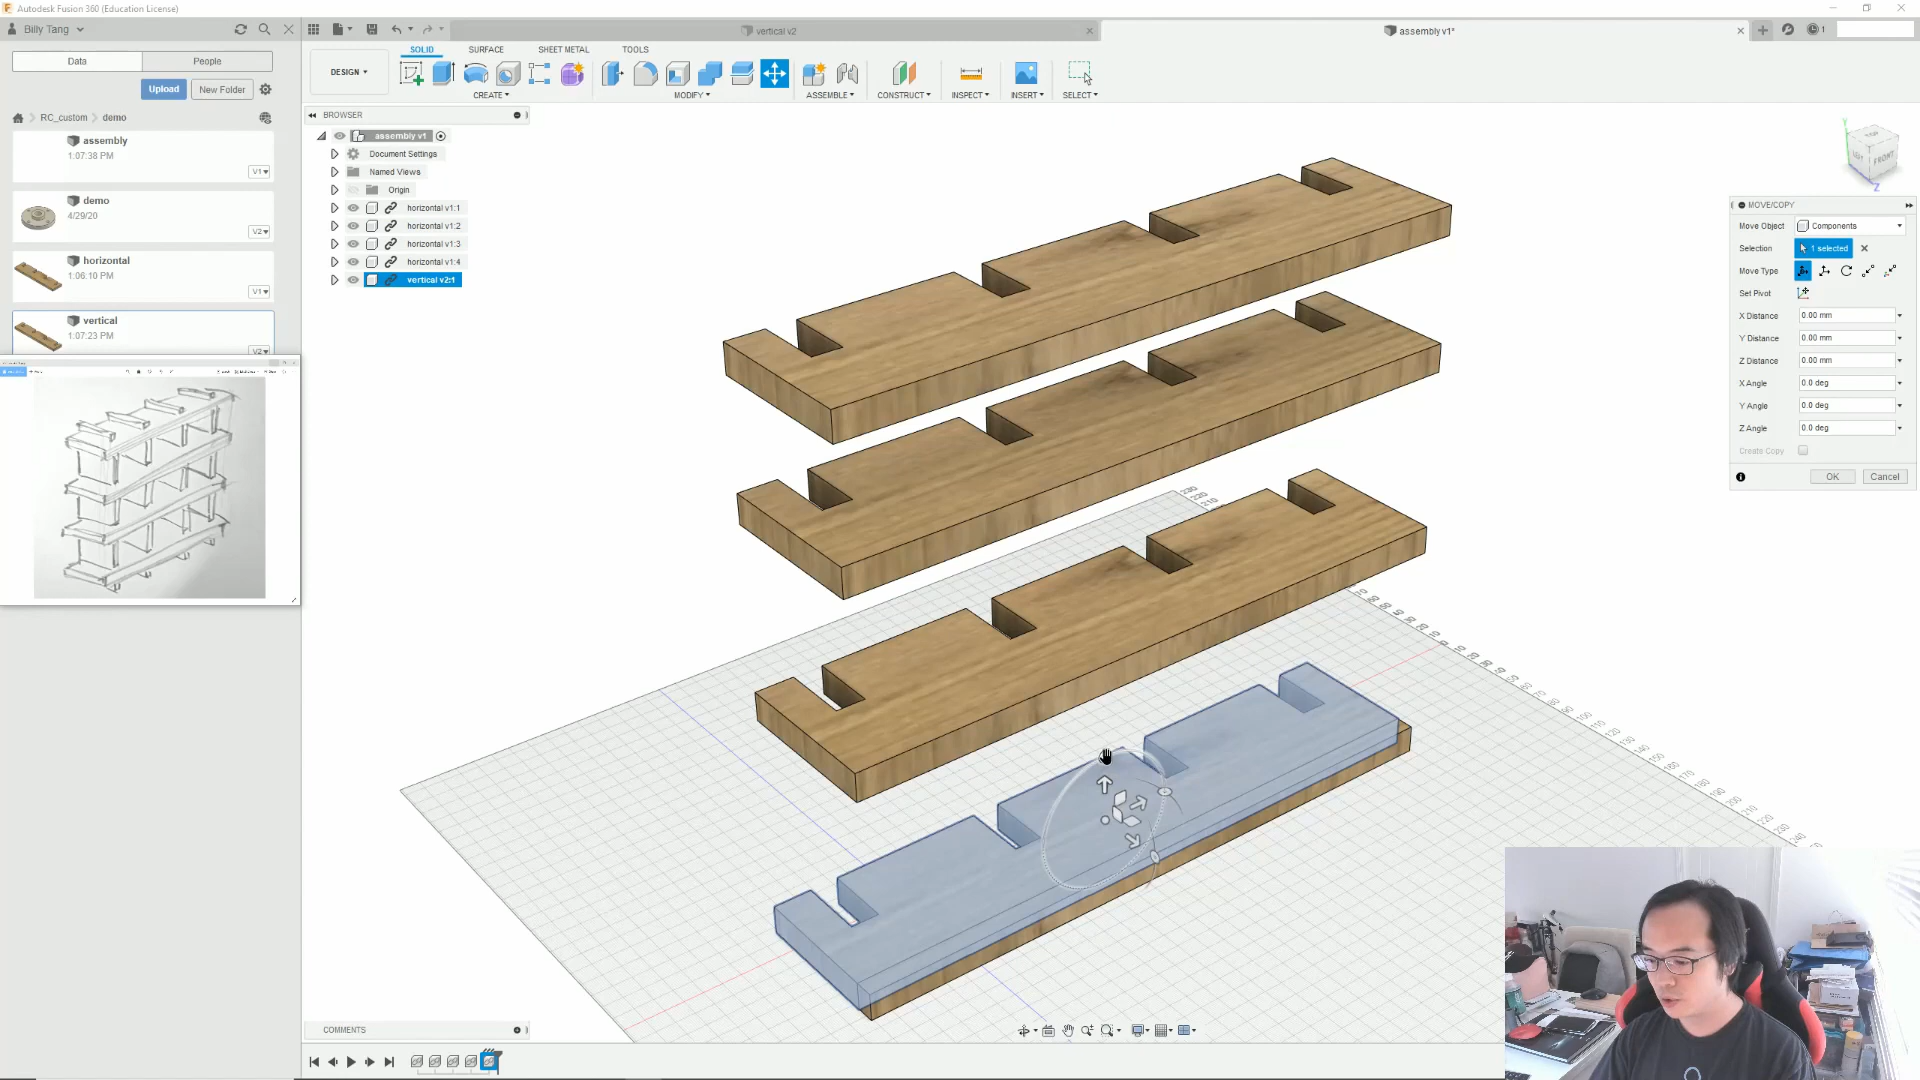 Autodesk Fusion 360 (Education License)
Billy Tang
vertical v2
assembly v1*
1
Data
People
Upload
New Folder
RC_custom
demo
assembly
1:07:38 PM
V1
demo
4/29/20
V2
horizontal
1:06:10 PM
V1
vertical
1:07:23 PM
V2
DESIGN
SOLID
SURFACE
SHEET METAL
TOOLS
CREATE
MODIFY
ASSEMBLE
CONSTRUCT
INSPECT
INSERT
SELECT
BROWSER
assembly v1
Document Settings
Named Views
Origin
horizontal v1:1
horizontal v1:2
horizontal v1:3
horizontal v1:4
vertical v2:1
TOP
LEFT
FRONT
Y
Z
MOVE/COPY
Move Object
Components
Selection
1 selected
Move Type
Set Pivot
X Distance
0.00 mm
Y Distance
0.00 mm
Z Distance
0.00 mm
X Angle
0.0 deg
Y Angle
0.0 deg
Z Angle
0.0 deg
Create Copy
OK
Cancel
COMMENTS